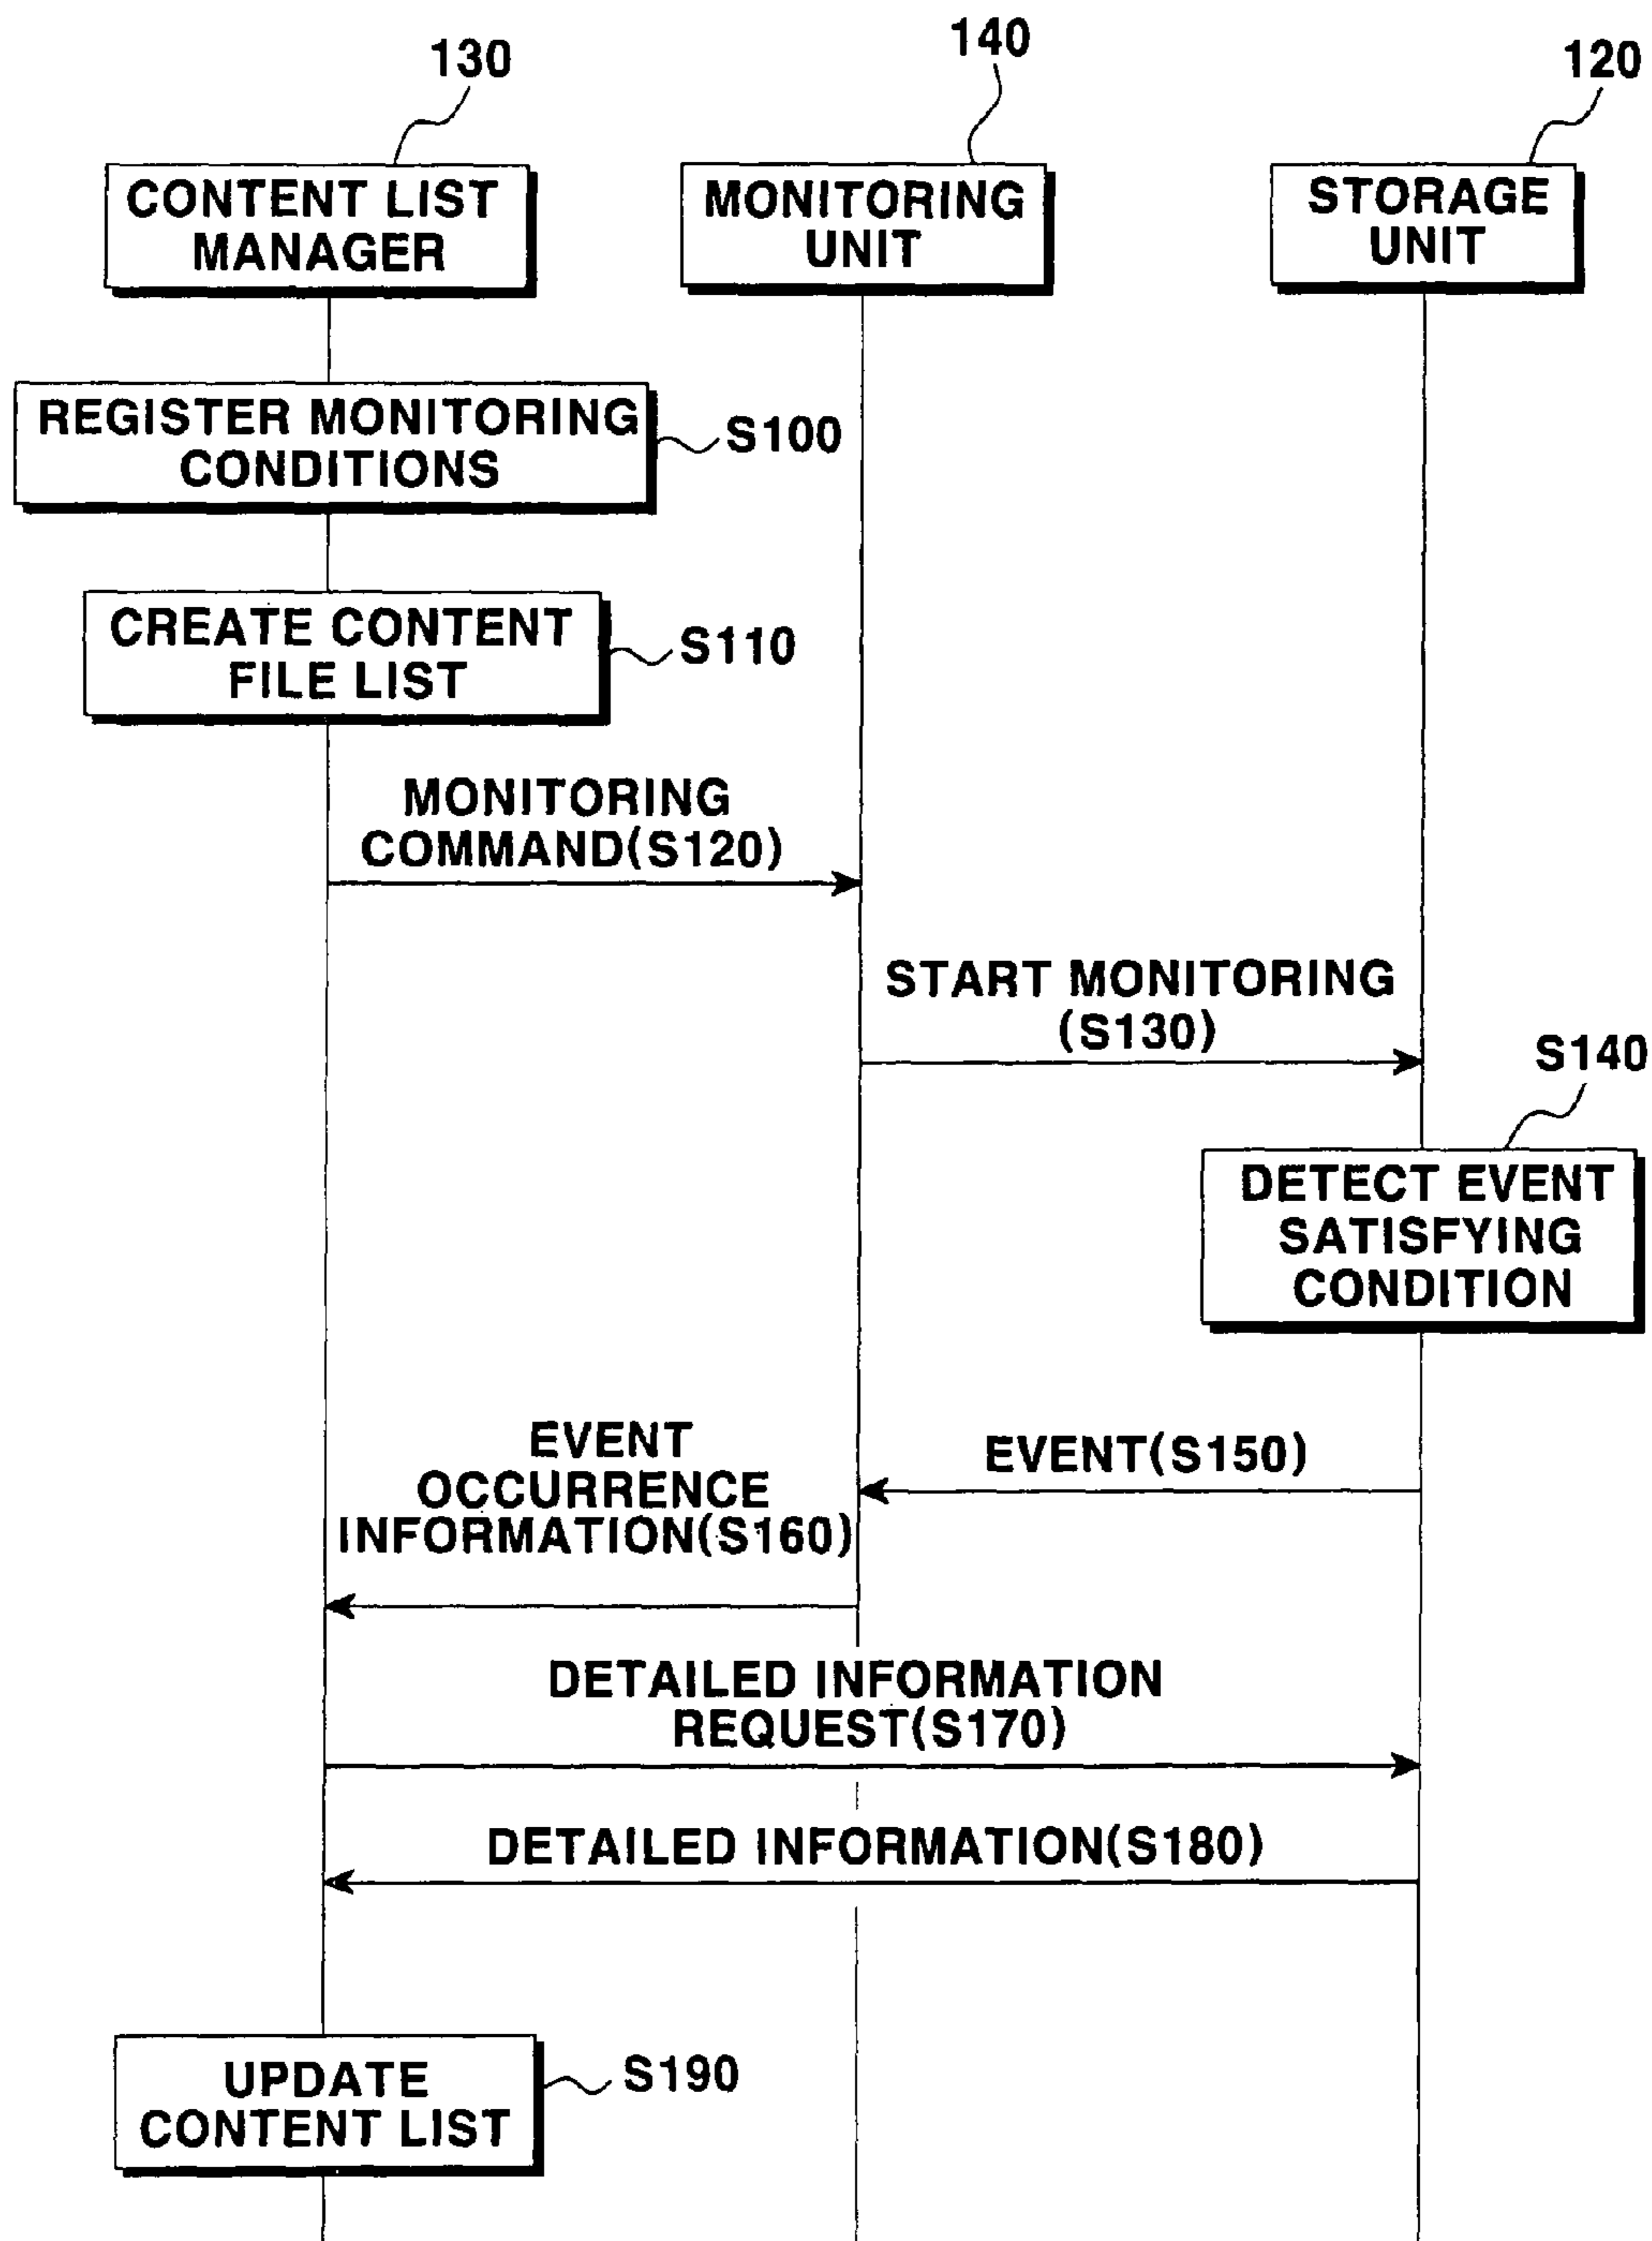 130
140
120
CONTENT LIST
MANAGER
MONITORING
UNIT
STORAGE
UNIT
REGISTER MONITORING
CONDITIONS
S100
CREATE CONTENT
FILE LIST
S110
MONITORING
COMMAND(S120)
START MONITORING
(S130)
S140
DETECT EVENT
SATISFYING
CONDITION
EVENT
OCCURRENCE
INFORMATION(S160)
EVENT(S150)
DETAILED INFORMATION
REQUEST(S170)
DETAILED INFORMATION(S180)
UPDATE
CONTENT LIST
S190